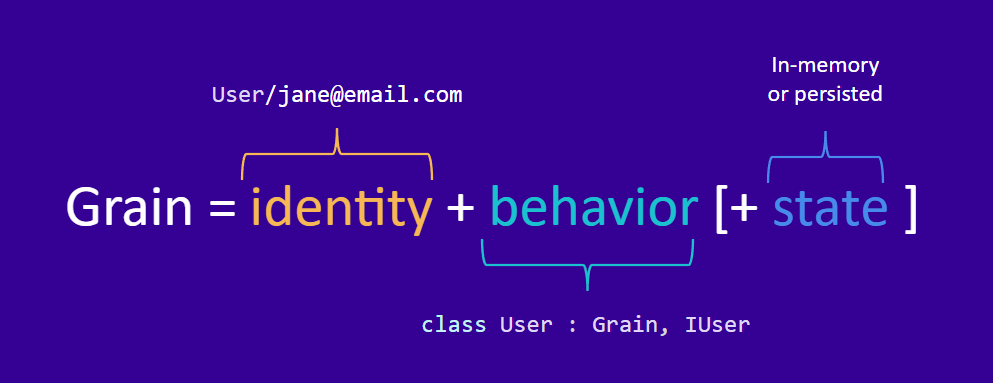 In-memory
or persisted
User/jane@email.com
Grain = identity + behavior [+ state ]
class User : Grain, IUser